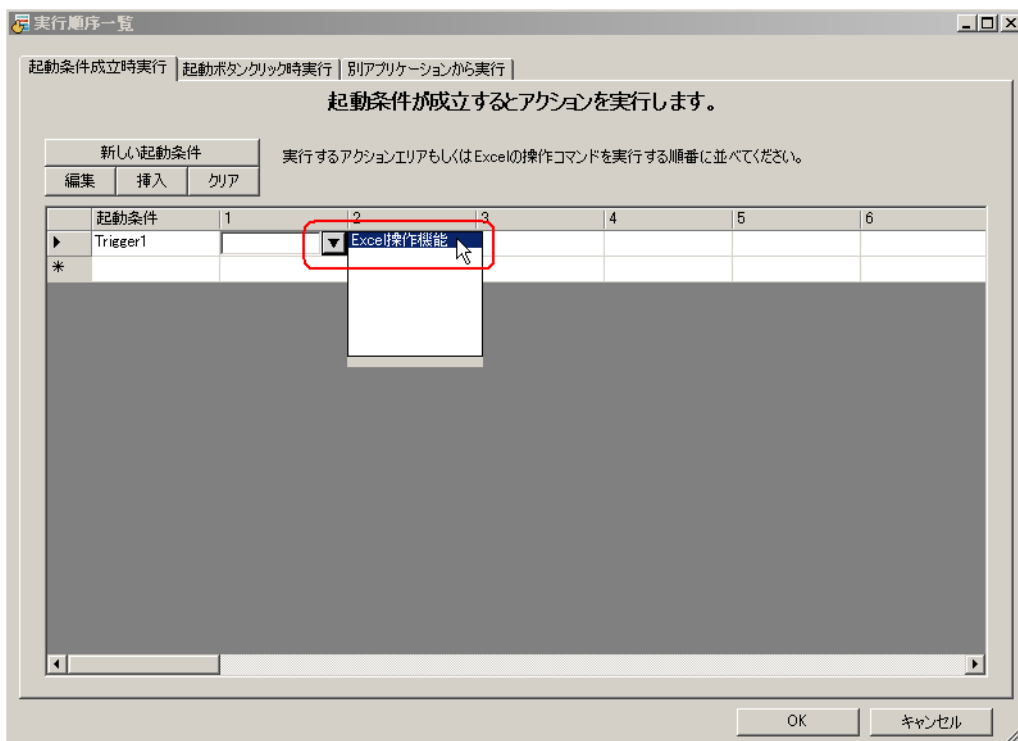 実行順序一覧
起動条件成立時実行 起動ボタンクリック時実行 別アプリケーションから実行
起動条件が成立するとアクションを実行します。
新しい起動条件
実行するアクションエリアもしくはExcelの操作コマンドを実行する順番に並べてください。
編集 挿入 クリア
起動条件 1 2 3 4 5 6
Trigger1 Excel操作機能
OK キャンセル